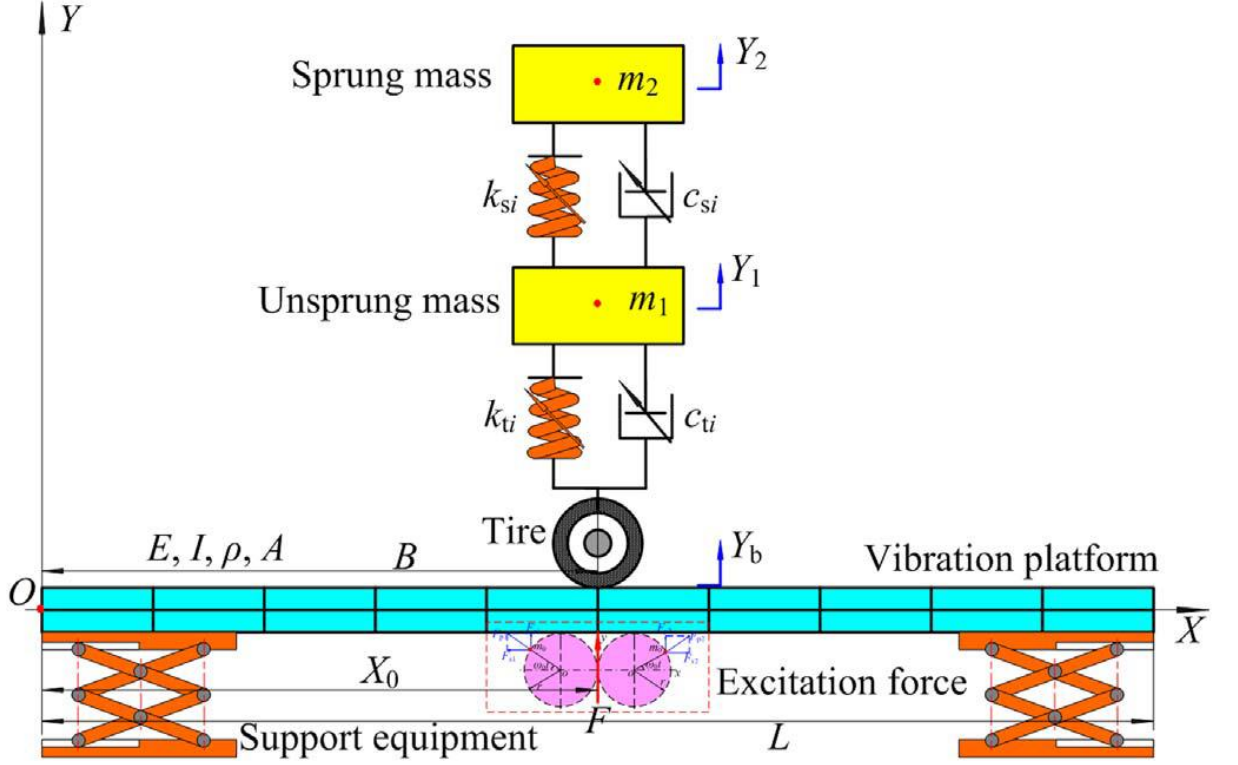 Y
Sprung mass
m2
Y2
ksi
csi
Unsprung mass
m1
Y1
kti
cti
Tire
E, I, ρ, A
B
Yb
Vibration platform
O
X
X0
F
Excitation force
Support equipment
L